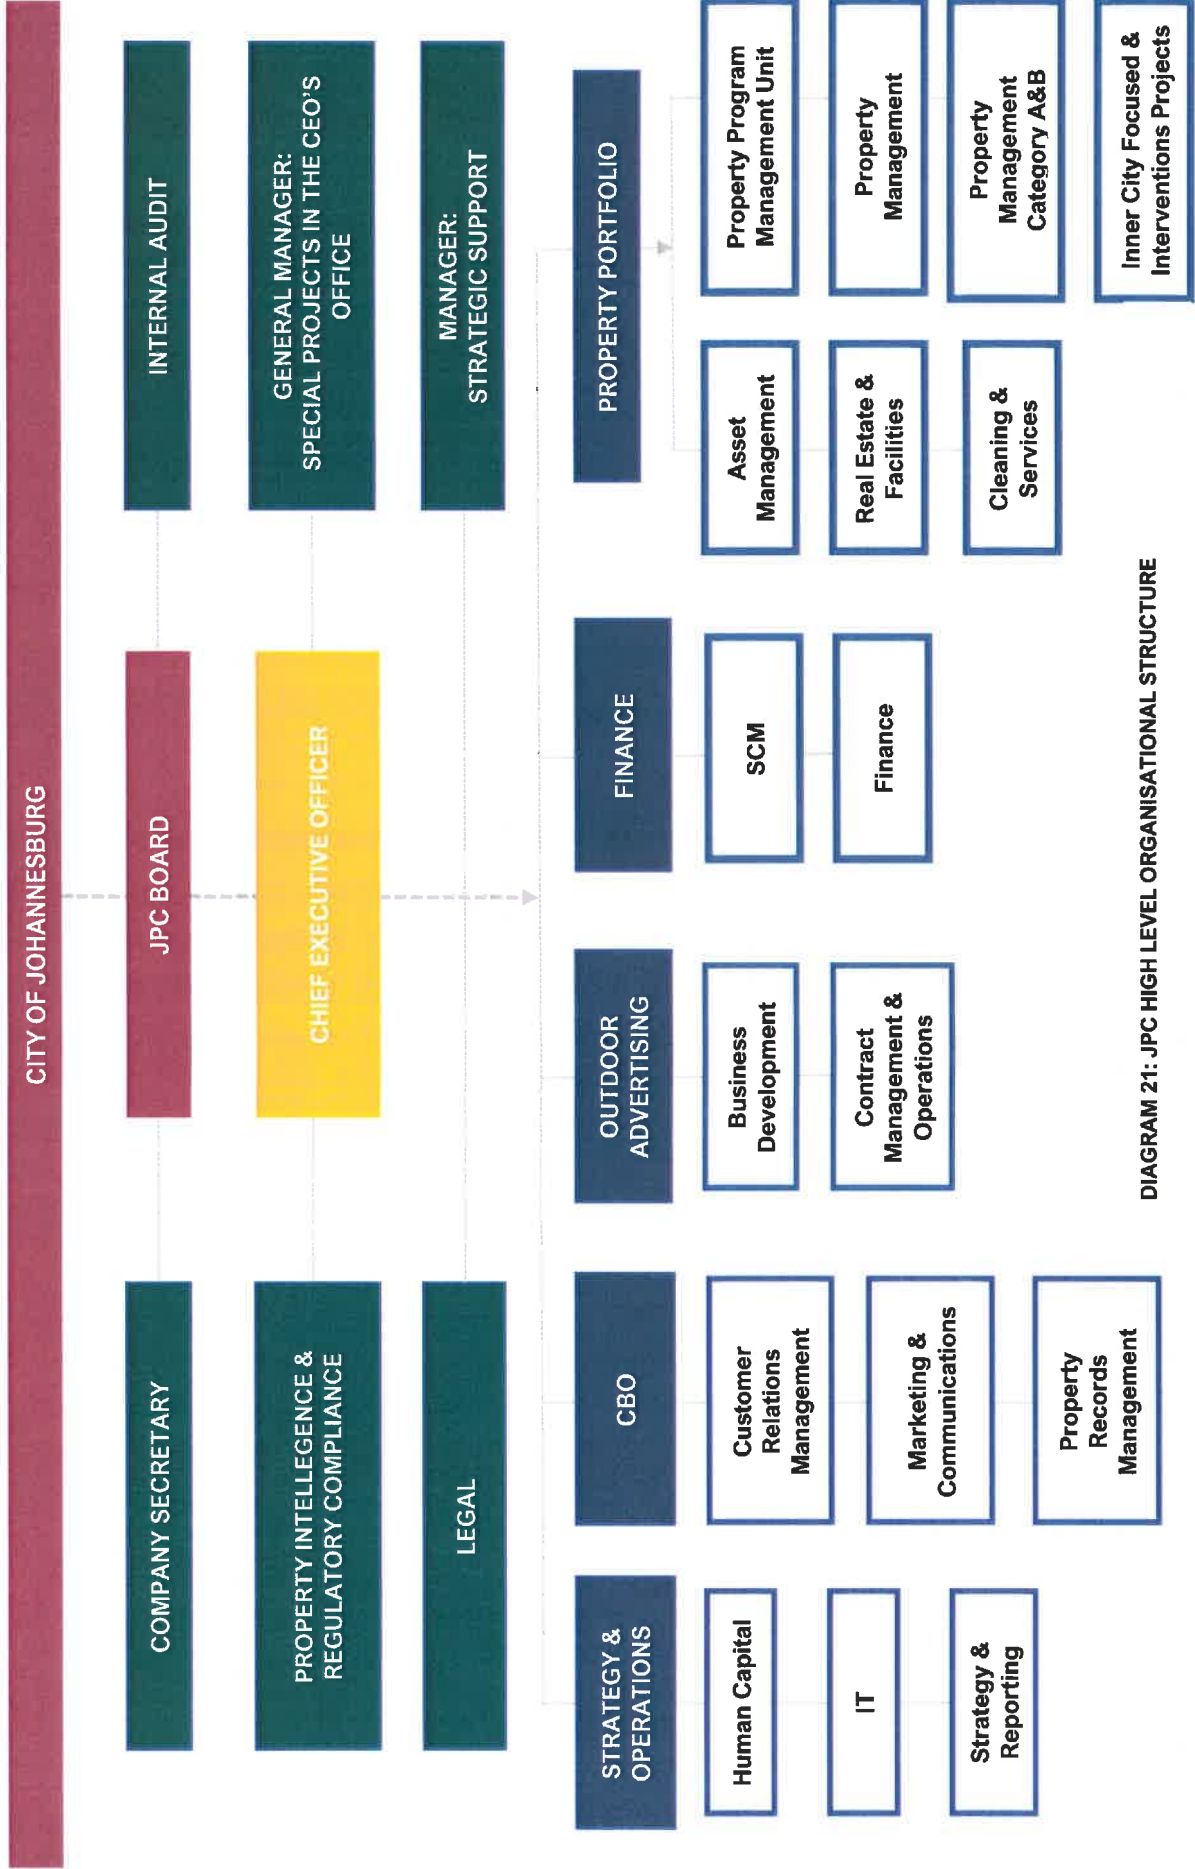 CITY OF JOHANNESBURG
COMPANY SECRETARY
JPC BOARD
INTERNAL AUDIT
PROPERTY INTELLEGENCE &
REGULATORY COMPLIANCE
CHIEF EXECUTIVE OFFICER
GENERAL MANAGER:
SPECIAL PROJECTS IN THE CEO'S
OFFICE
LEGAL
MANAGER:
STRATEGIC SUPPORT
STRATEGY &
OPERATIONS
Human Capital
IT
Strategy &
Reporting
CBO
Customer
Relations
Management
Marketing &
Communications
Property
Records
Management
OUTDOOR
ADVERTISING
Business
Development
Contract
Management &
Operations
FINANCE
SCM
Finance
PROPERTY PORTFOLIO
Asset
Management
Real Estate &
Facilities
Cleaning &
Services
Property Program
Management Unit
Property
Management
Property
Management
Category A&B
Inner City Focused &
Interventions Projects
DIAGRAM 21: JPC HIGH LEVEL ORGANISATIONAL STRUCTURE